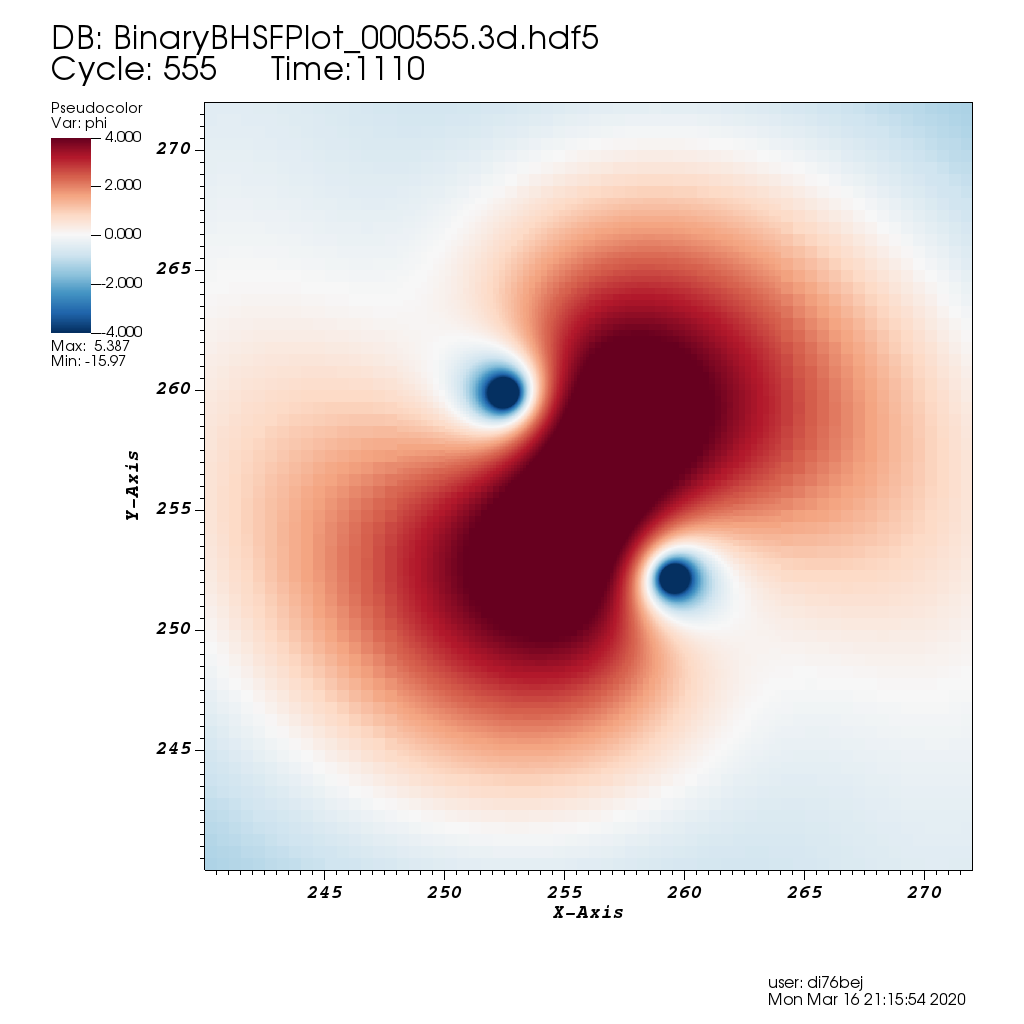 DB: BinaryBHSFPlot_000555.3d.hdf5
Cycle: 555 Time:1110
Pseudocolor
Var: phi
4.000
2.000
0.000
-2.000
-4.000
Max: 5.387
Min: -15.97
270
265
260
255
250
245
Y-Axis
245 250 255 260 265 270
X-Axis
user: di76bej
Mon Mar 16 21:15:54 2020